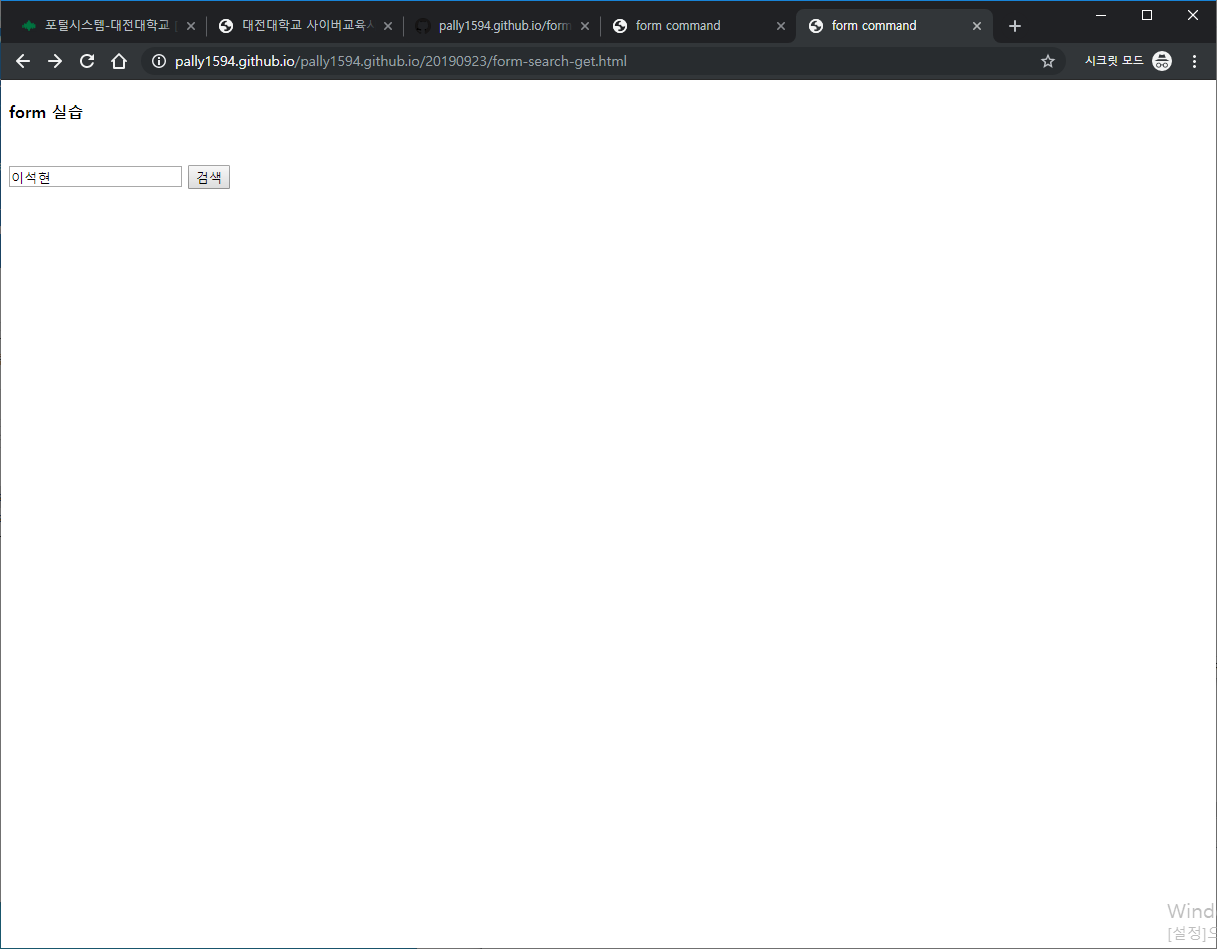 포털시스템-대전대학교
대전대학교 사이버교육
pally1594.github.io/form
form command
form command
pally1594.github.io/pally1594.github.io/20190923/form-search-get.html
시크릿 모드
form 실습
이석현
검색
Wind
[설정]으